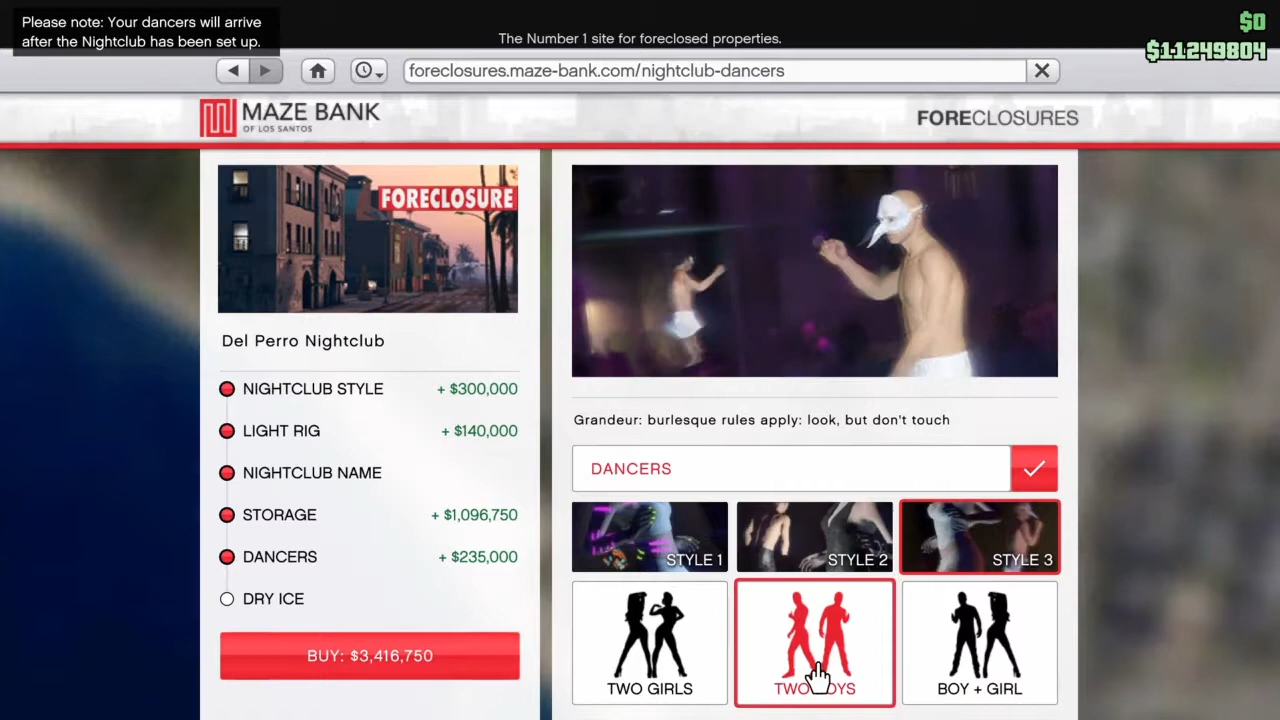 Please note: Your dancers will arrive
after the Nightclub has been set up.
The Number 1 site for foreclosed properties.
$0
$11249804
foreclosures.maze-bank.com/nightclub-dancers
MAZE BANK
OF LOS SANTOS
FORECLOSURES
FORECLOSURE
Del Perro Nightclub
NIGHTCLUB STYLE + $300,000
LIGHT RIG + $140,000
NIGHTCLUB NAME
STORAGE + $1,096,750
DANCERS + $235,000
DRY ICE
BUY: $3,416,750
Grandeur: burlesque rules apply: look, but don't touch
DANCERS
STYLE 1 STYLE 2 STYLE 3
TWO GIRLS TWO BOYS BOY + GIRL